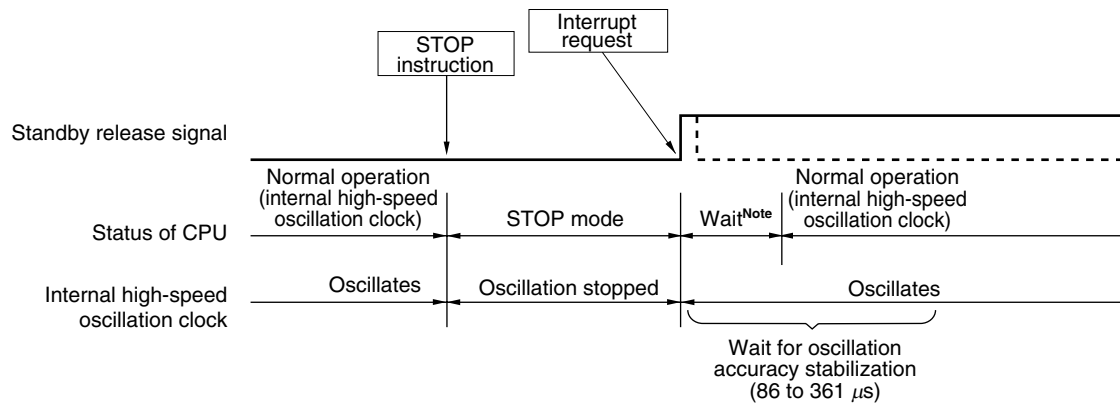 Interrupt
request
STOP
instruction
Standby release signal
Normal operation
(internal high-speed
oscillation clock)
Normal operation
(internal high-speed
oscillation clock)
Status of CPU
STOP mode
WaitNote
Internal high-speed
oscillation clock
Oscillates
Oscillation stopped
Oscillates
Wait for oscillation
accuracy stabilization
(86 to 361 μs)